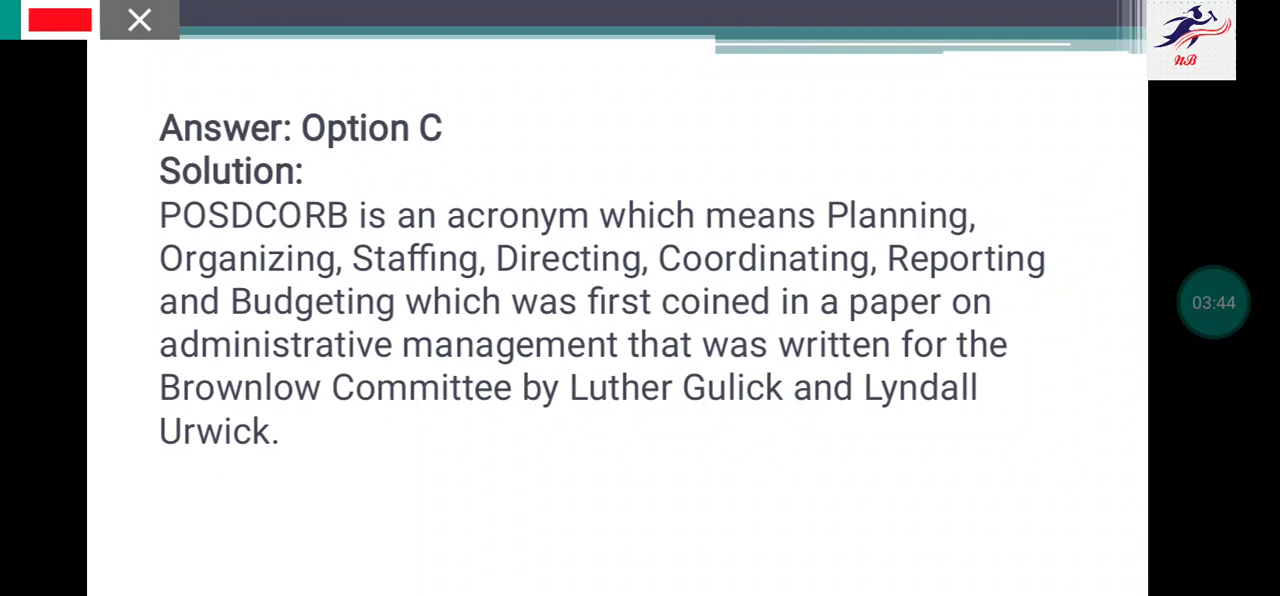 NB
Answer: Option C
Solution:
POSDCORB is an acronym which means Planning,
Organizing, Staffing, Directing, Coordinating, Reporting
and Budgeting which was first coined in a paper on
administrative management that was written for the
Brownlow Committee by Luther Gulick and Lyndall
Urwick.
03:44